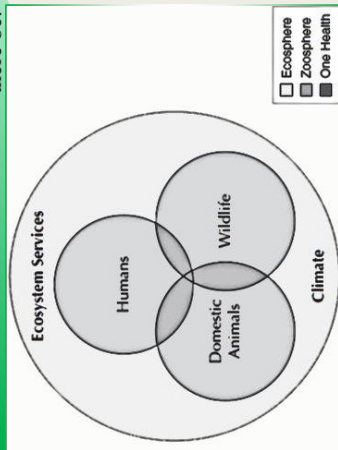 Ecosystem Services
Humans
Domestic
Animals
Wildlife
Climate
Ecosphere
Zoosphere
One Health